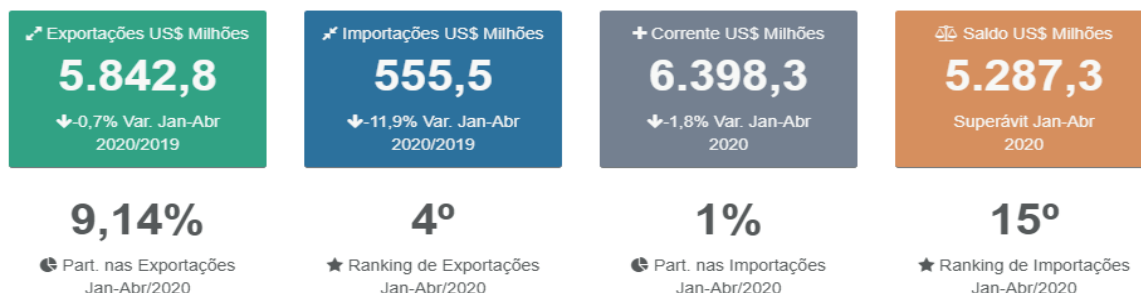 Exportações US$ Milhões
5.842,8
-0,7% Var. Jan-Abr
2020/2019
Importações US$ Milhões
555,5
-11,9% Var. Jan-Abr
2020/2019
Corrente US$ Milhões
6.398,3
-1,8% Var. Jan-Abr
2020
Saldo US$ Milhões
5.287,3
Superávit Jan-Abr
2020
9,14%
Part. nas Exportações
Jan-Abr/2020
4º
Ranking de Exportações
Jan-Abr/2020
1%
Part. nas Importações
Jan-Abr/2020
15º
Ranking de Importações
Jan-Abr/2020